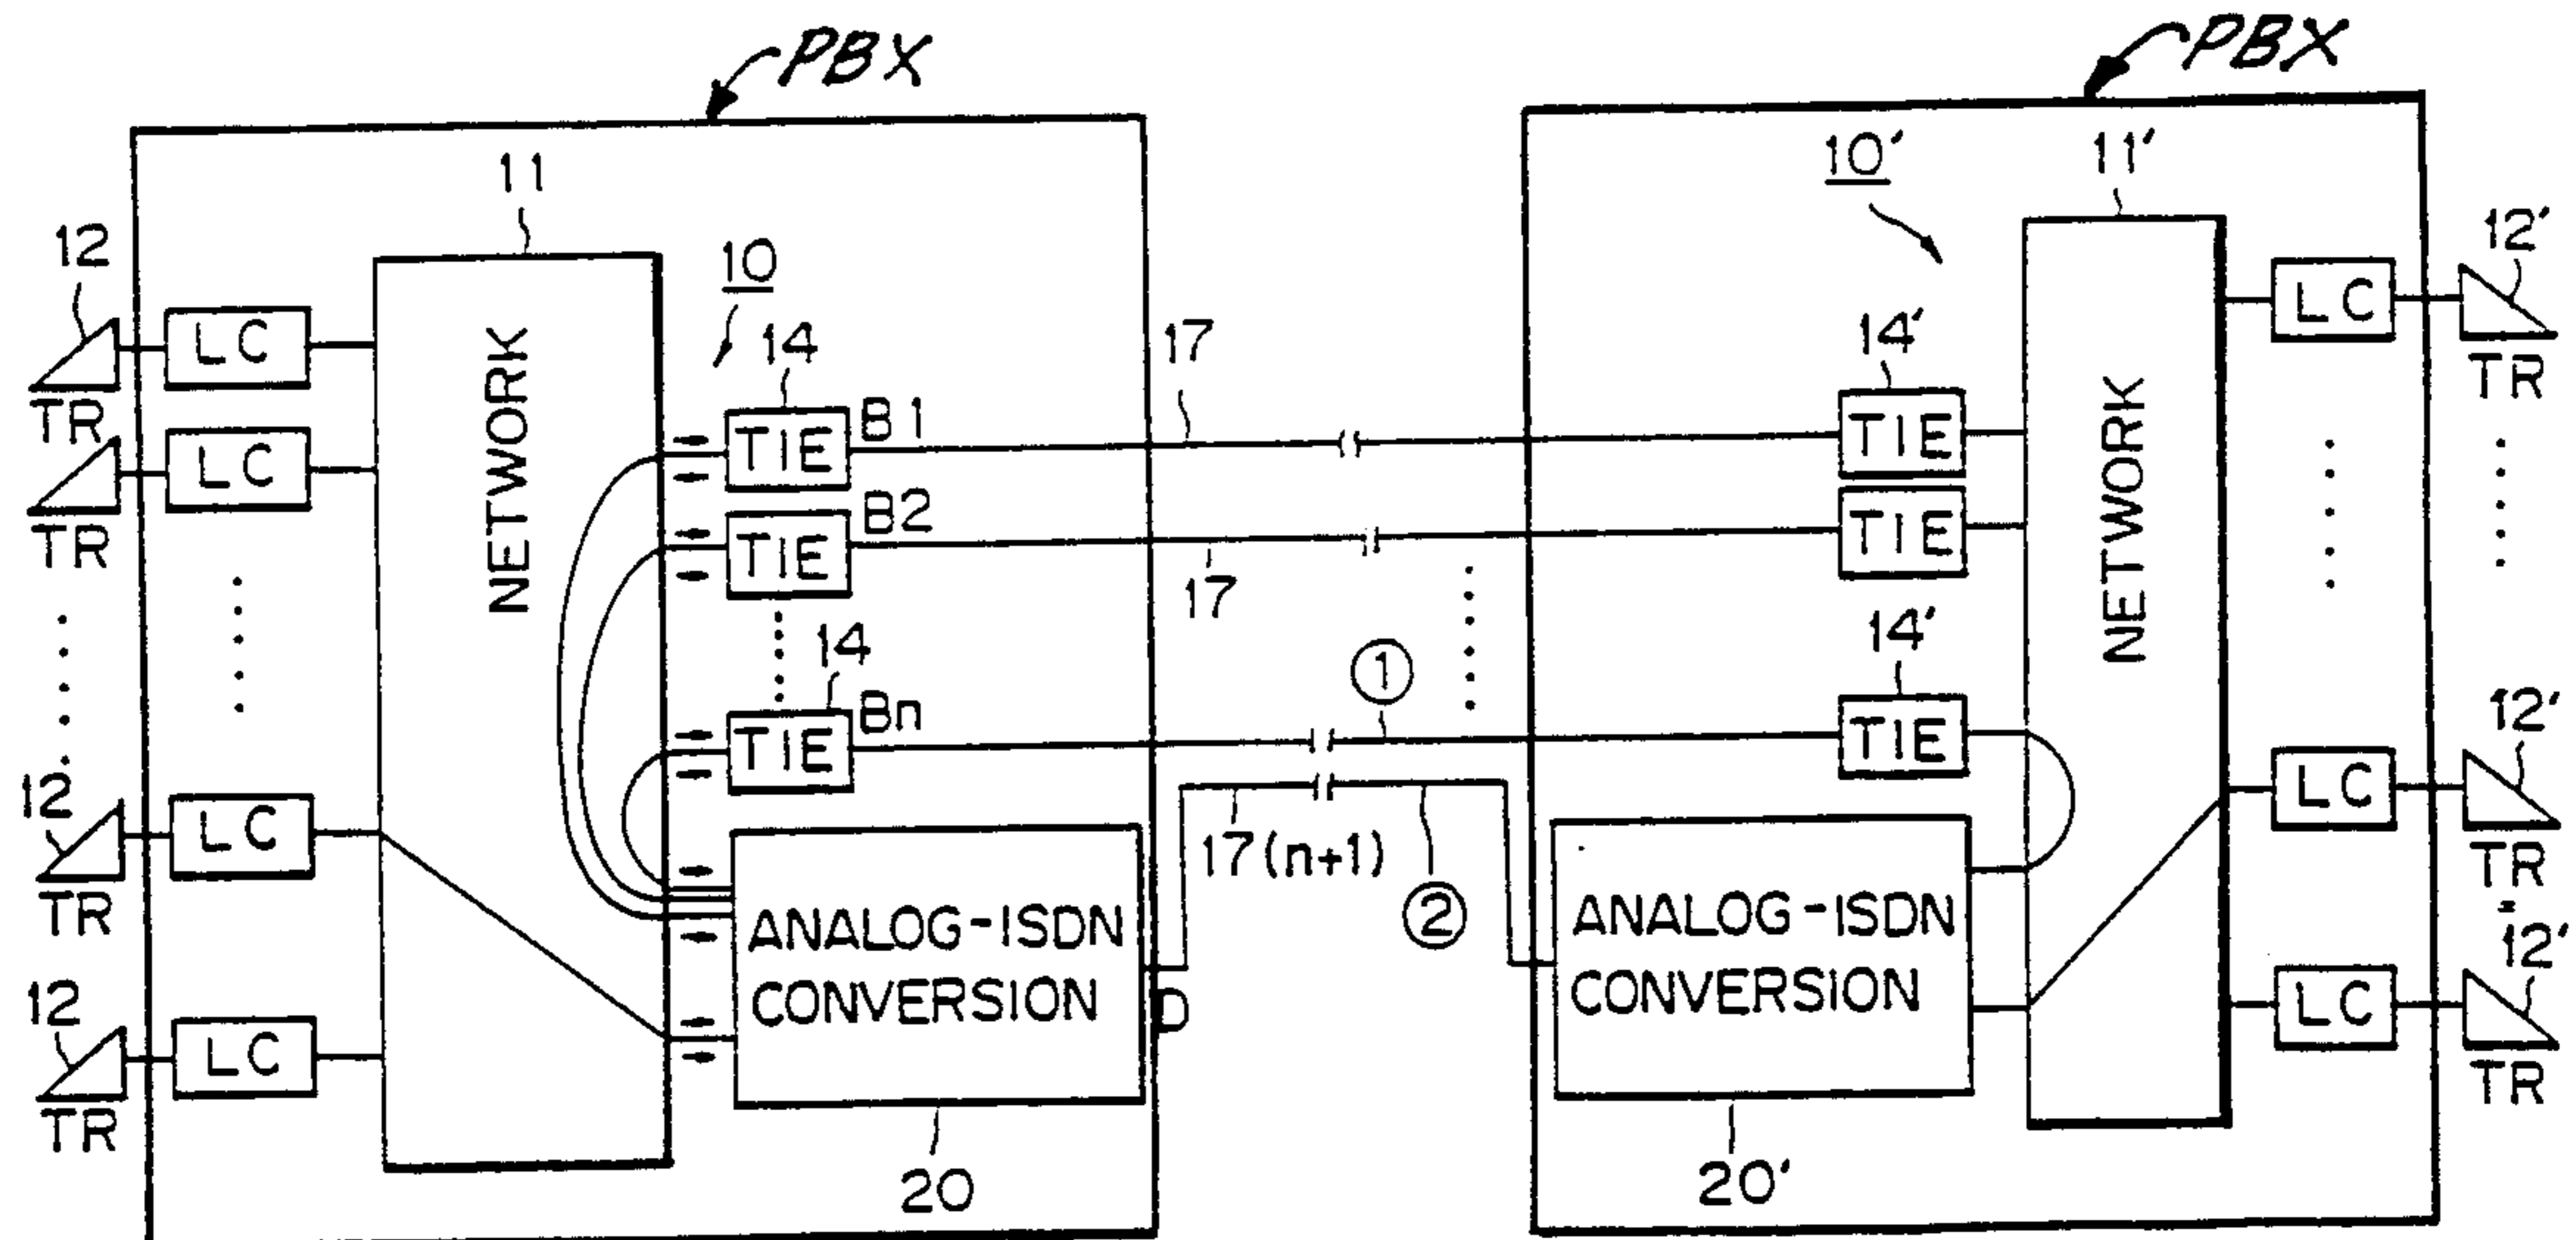 PBX
PBX
11
10'
11'
12
10
12'
LC
LC
14
17
14'
TR
TR
TIE
B1
TIE
LC
NETWORK
NETWORK
TR
TIE
B2
TIE
17
14
①
14'
12'
TIE
Bn
TIE
12
LC
17(n+1)
②
LC
TR
TR
ANALOG-ISDN
CONVERSION
D
ANALOG-ISDN
CONVERSION
12'
12
LC
LC
TR
TR
20
20'